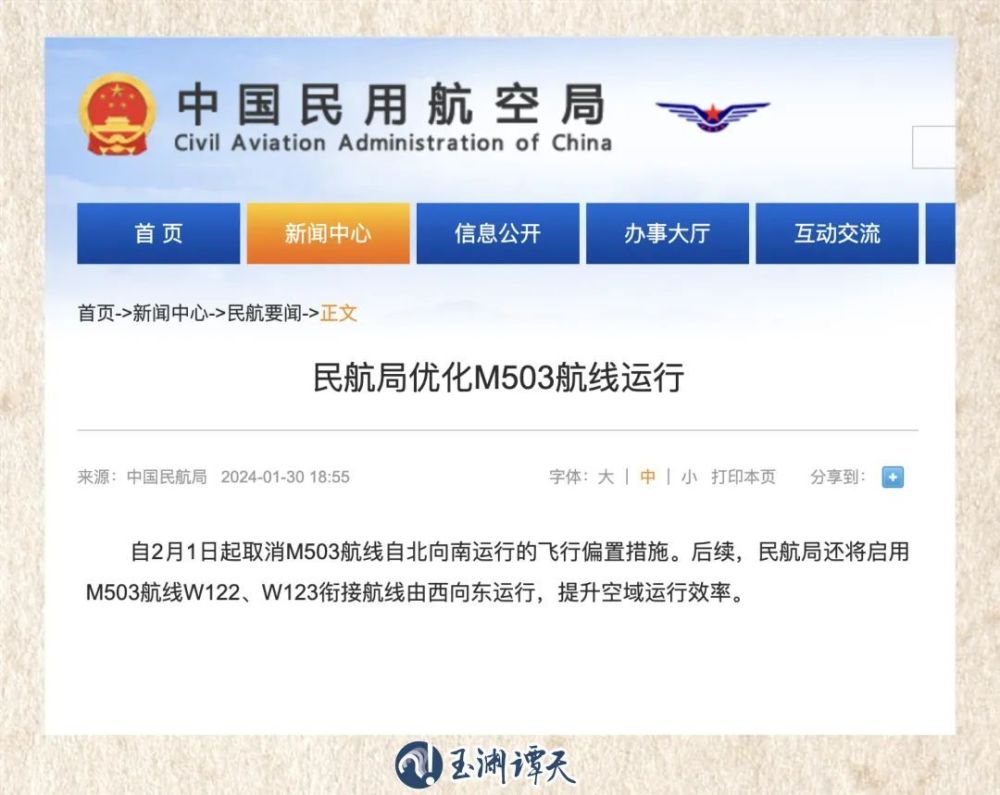 中国民用航空局
Civil Aviation Administration of China
首页 新闻中心 信息公开 办事大厅 互动交流
首页->新闻中心->民航要闻->正文
民航局优化M503航线运行
来源：中国民航局 2024-01-30 18:55 字体：大 | 中 | 小 打印本页 分享到：
自2月1日起取消M503航线自北向南运行的飞行偏置措施。后续，民航局还将启用
M503航线W122、W123衔接航线由西向东运行，提升空域运行效率。
玉渊谭天